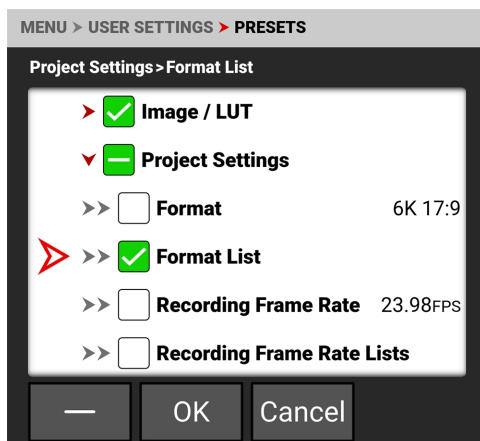 MENU > USER SETTINGS > PRESETS
Project Settings>Format List
Image / LUT
Project Settings
Format 6K 17:9
Format List
Recording Frame Rate 23.98FPS
Recording Frame Rate Lists
— OK Cancel